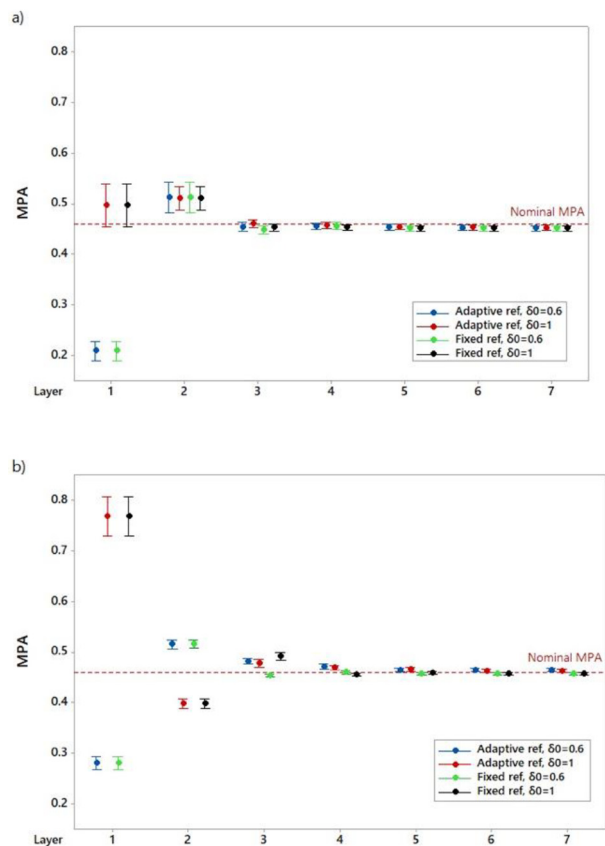 a)
0.8
0.7
0.6
MPA
0.5
Nominal MPA
0.4
0.3
Adaptive ref, δ0=0.6
Adaptive ref, δ0=1
Fixed ref, δ0=0.6
Fixed ref, δ0=1
0.2
Layer 1 2 3 4 5 6 7
b)
0.8
0.7
0.6
MPA
0.5
Nominal MPA
0.4
0.3
Adaptive ref, δ0=0.6
Adaptive ref, δ0=1
Fixed ref, δ0=0.6
Fixed ref, δ0=1
0.2
Layer 1 2 3 4 5 6 7